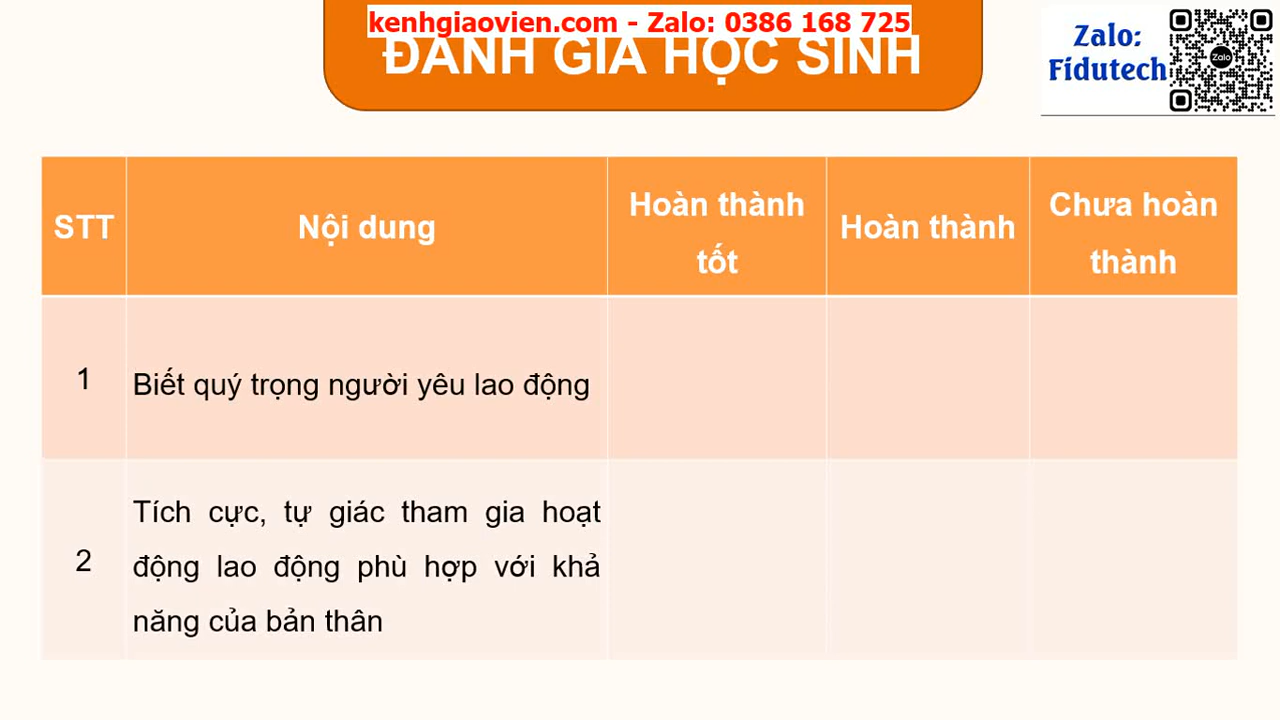 kenhgiaovien.com - Zalo: 0386 168 725
ĐÁNH GIÁ HỌC SINH
Zalo:
Fidutech
Zalo
STT
Nội dung
Hoàn thành
tốt
Hoàn thành
Chưa hoàn
thành
1
Biết quý trọng người yêu lao động
2
Tích cực, tự giác tham gia hoạt
động lao động phù hợp với khả
năng của bản thân